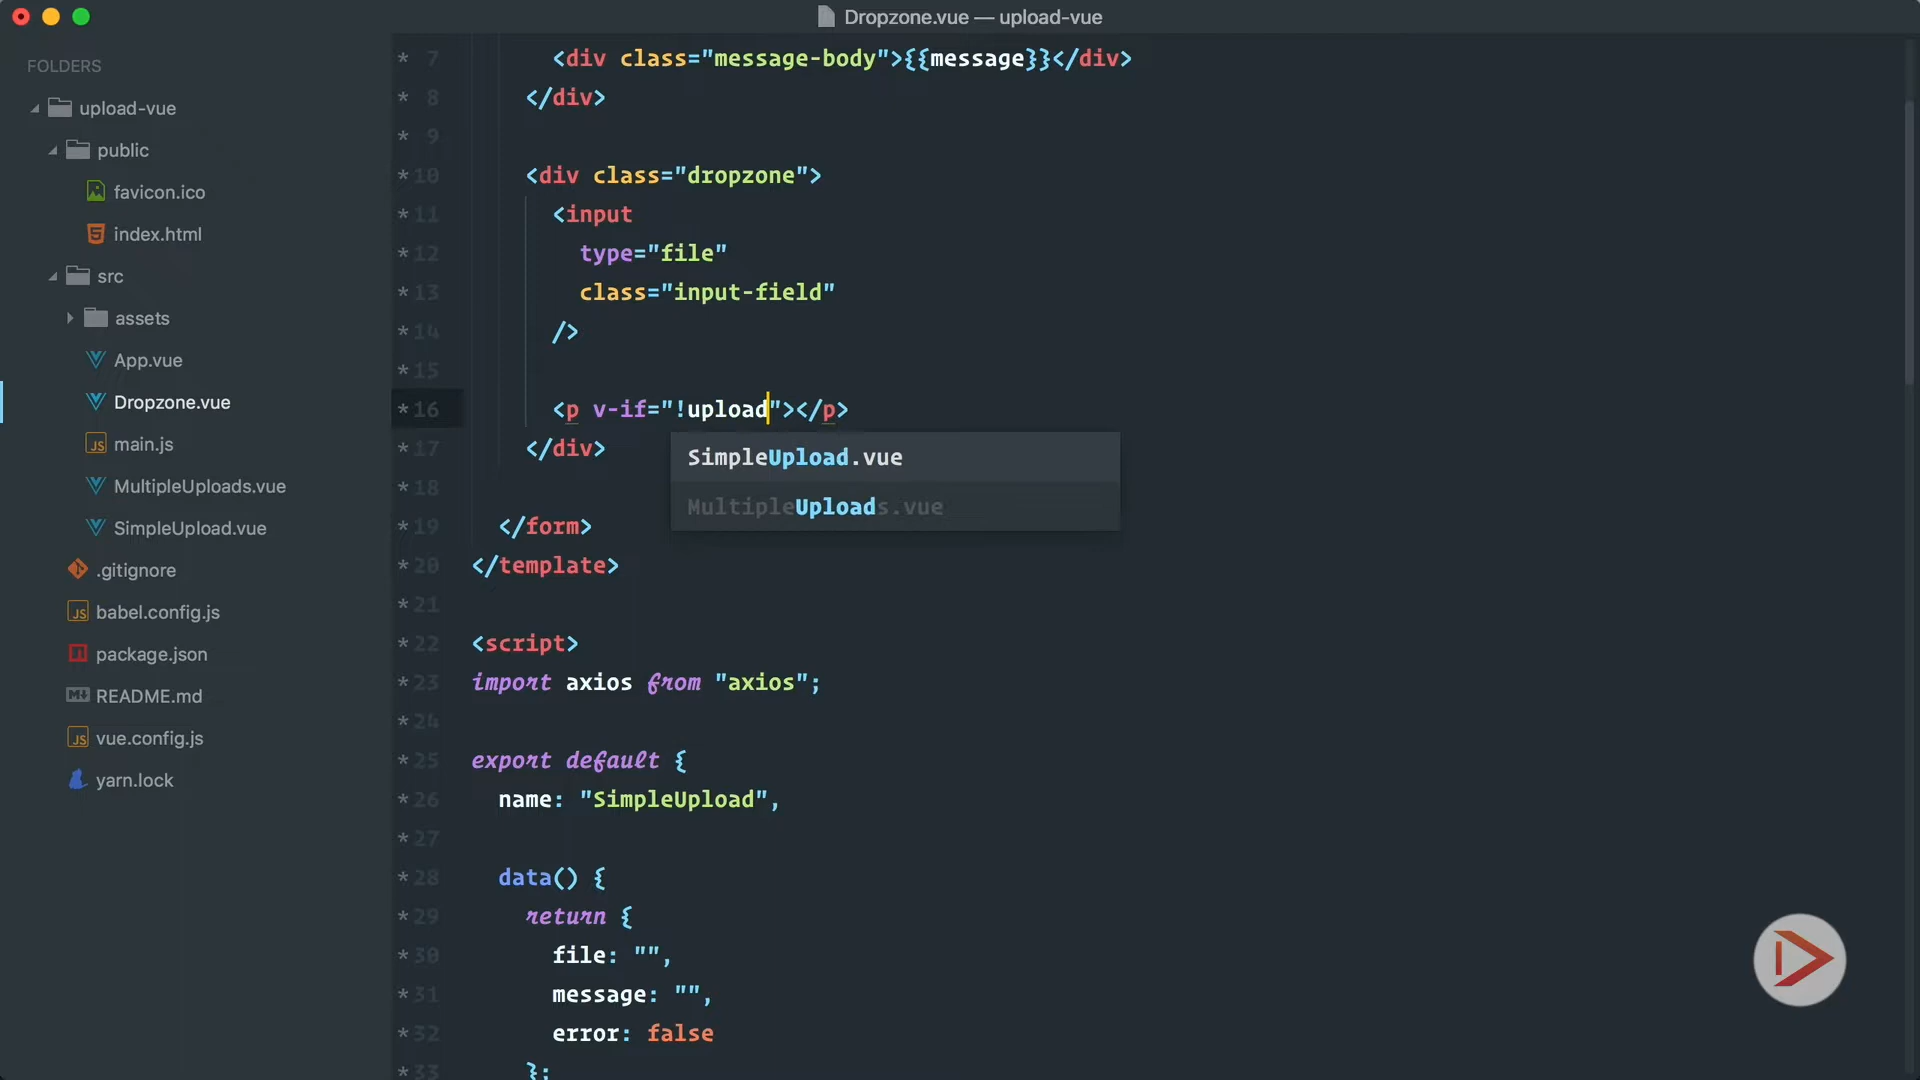 Dropzone.vue — upload-vue
FOLDERS
upload-vue
public
favicon.ico
index.html
src
assets
App.vue
Dropzone.vue
main.js
MultipleUploads.vue
SimpleUpload.vue
.gitignore
babel.config.js
package.json
README.md
vue.config.js
yarn.lock
* 7 <div class="message-body">{{message}}</div>
* 8 </div>
* 9
*10 <div class="dropzone">
*11 <input
*12 type="file"
*13 class="input-field"
*14 />
*15
*16 <p v-if="!upload"></p>
*17 </div>
SimpleUpload.vue
MultipleUploads.vue
*18
*19 </form>
*20 </template>
*21
*22 <script>
*23 import axios from "axios";
*24
*25 export default {
*26 name: "SimpleUpload",
*27
*28 data() {
*29 return {
*30 file: "",
*31 message: "",
*32 error: false
*33 };